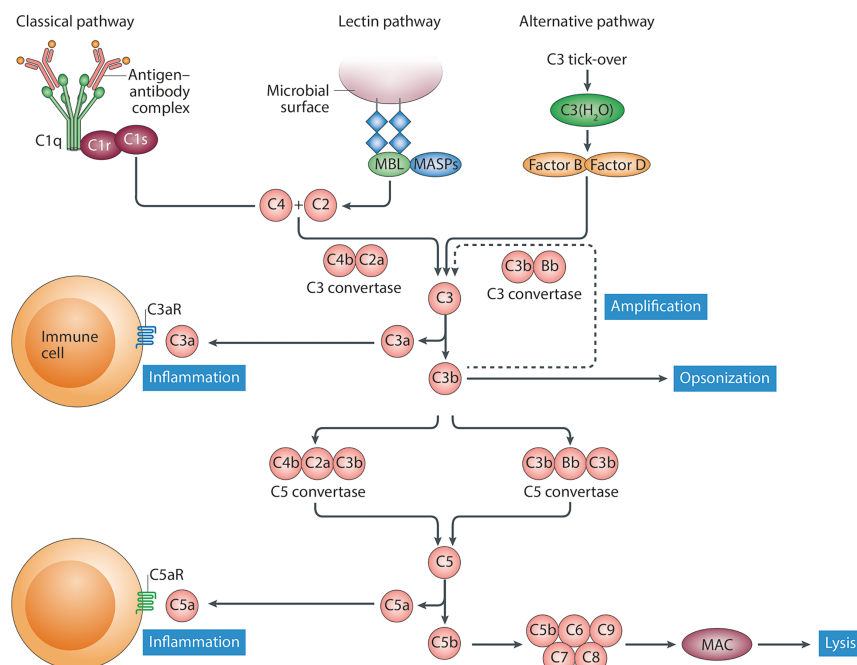 Classical pathway
Lectin pathway
Alternative pathway
Antigen–
antibody
complex
C1q
C1r
C1s
Microbial
surface
MBL
MASPs
C3 tick-over
C3(H2O)
Factor B
Factor D
C4
+
C2
C4b
C2a
C3 convertase
C3b
Bb
C3 convertase
C3
Amplification
C3aR
Immune
cell
C3a
C3a
Inflammation
C3b
Opsonization
C4b
C2a
C3b
C5 convertase
C3b
Bb
C3b
C5 convertase
C5
C5aR
C5a
C5a
Inflammation
C5b
C5b
C6
C9
C7
C8
MAC
Lysis